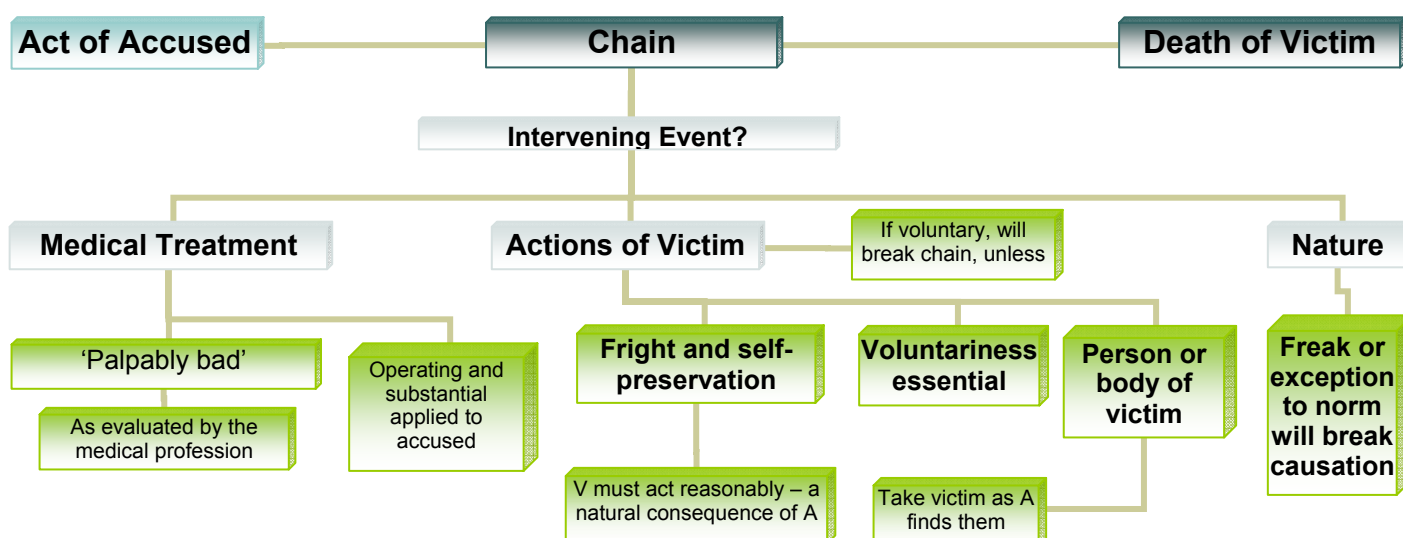 Act of Accused
Chain
Death of Victim
Intervening Event?
Medical Treatment
Actions of Victim
If voluntary, will
break chain, unless
Nature
‘Palpably bad’
As evaluated by the
medical profession
Operating and
substantial
applied to
accused
Fright and self-
preservation
V must act reasonably – a
natural consequence of A
Voluntariness
essential
Person or
body of
victim
Take victim as A
finds them
Freak or
exception
to norm
will break
causation